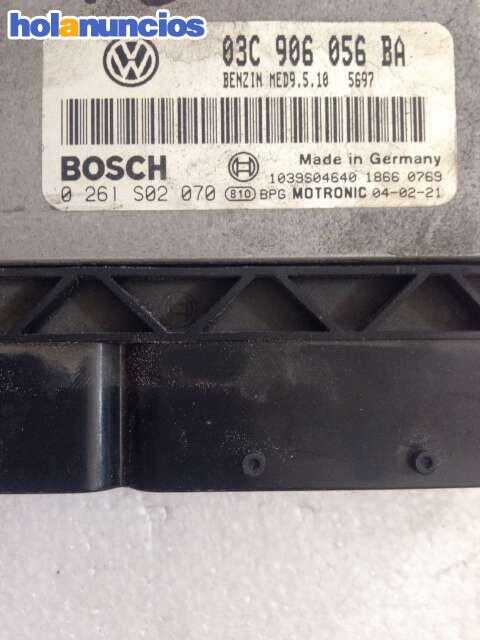 holanuncios
03C 906 056 BA
BENZIN MED9.5.10 5697
BOSCH
Made in Germany
1039S04640 1866 0769
0 261 S02 070 810 BPG MOTRONIC 04-02-21